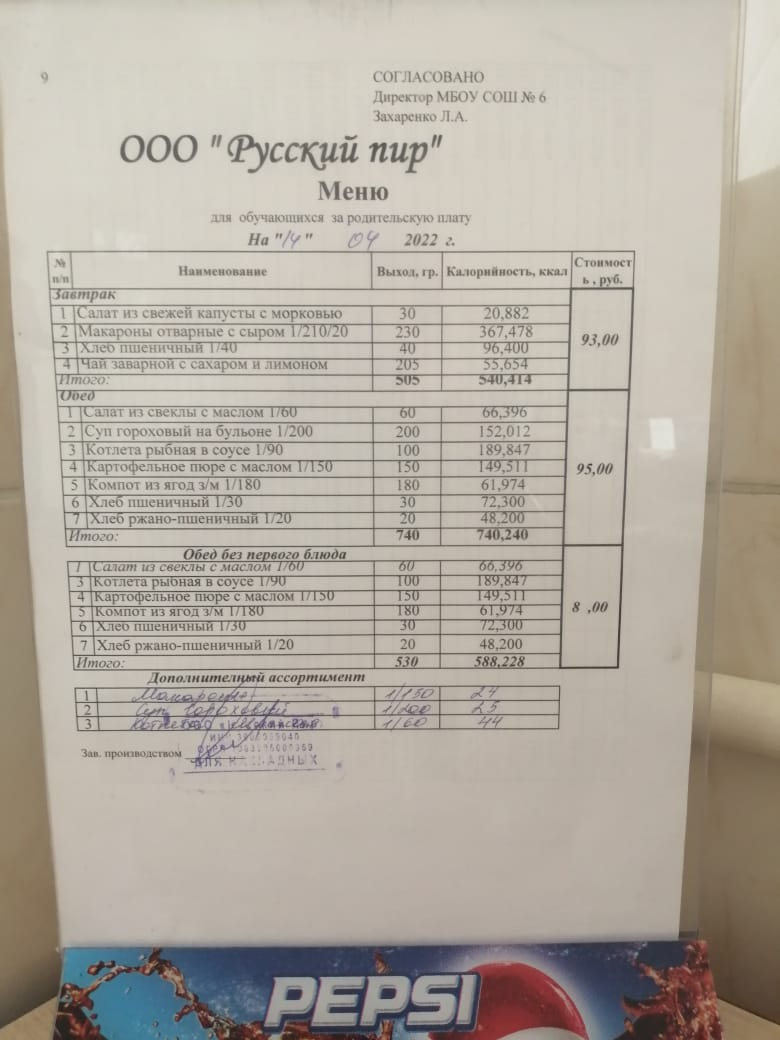 9
СОГЛАСОВАНО
Директор МБОУ СОШ № 6
Захаренко Л.А.
ООО "Русский пир"
Меню
для обучающихся за родительскую плату
На "14" 04 2022 г.
№ п/п Наименование Выход, гр. Калорийность, ккал Стоимост ь , руб.
Завтрак
1 Салат из свежей капусты с морковью 30 20,882
2 Макароны отварные с сыром 1/210/20 230 367,478
93,00
3 Хлеб пшеничный 1/40 40 96,400
4 Чай заварной с сахаром и лимоном 205 55,654
Итого: 505 540,414
Обед
1 Салат из свеклы с маслом 1/60 60 66,396
2 Суп гороховый на бульоне 1/200 200 152,012
3 Котлета рыбная в соусе 1/90 100 189,847
4 Картофельное пюре с маслом 1/150 150 149,511
95,00
5 Компот из ягод з/м 1/180 180 61,974
6 Хлеб пшеничный 1/30 30 72,300
7 Хлеб ржано-пшеничный 1/20 20 48,200
Итого: 740 740,240
Обед без первого блюда
1 Салат из свеклы с маслом 1/60 60 66,396
3 Котлета рыбная в соусе 1/90 100 189,847
4 Картофельное пюре с маслом 1/150 150 149,511
5 Компот из ягод з/м 1/180 180 61,974
8 ,00
6 Хлеб пшеничный 1/30 30 72,300
7 Хлеб ржано-пшеничный 1/20 20 48,200
Итого: 530 588,228
Дополнителный ассортимент
1 Макароны 1/150 24
2 Суп гороховый 1/200 25
3 1/60 44
Зав. производством
ДЛЯ НАКЛАДНЫХ
PEPSI